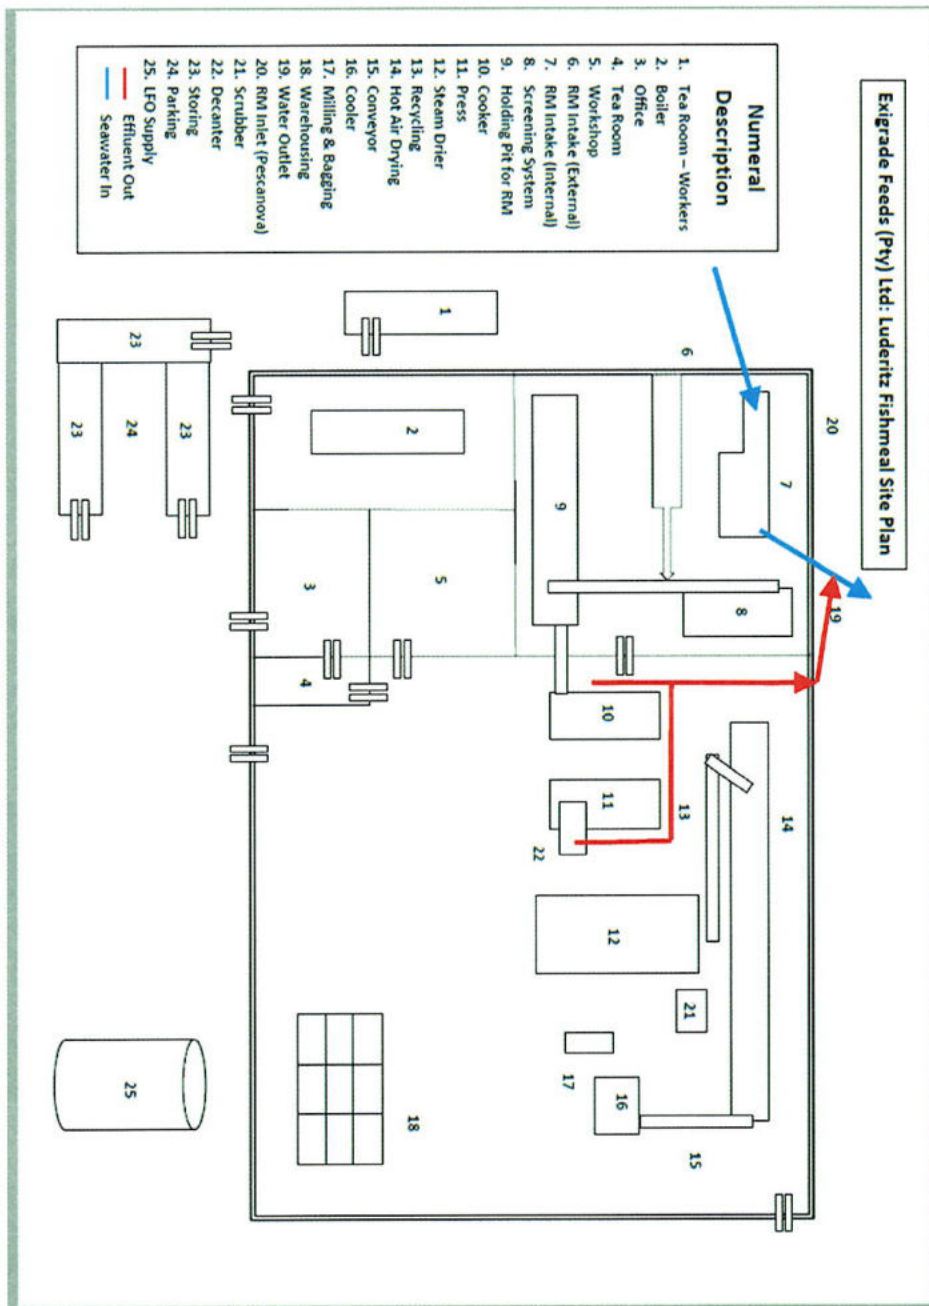 Exigrade Feeds (Pty) Ltd: Luderitz Fishmeal Site Plan
Numeral
Description
1. Tea Room – Workers
2. Boiler
3. Office
4. Tea Room
5. Workshop
6. RM Intake (External)
7. RM Intake (Internal)
8. Screening System
9. Holding Pit for RM
10. Cooker
11. Press
12. Steam Drier
13. Recycling
14. Hot Air Drying
15. Conveyor
16. Cooler
17. Milling & Bagging
18. Warehousing
19. Water Outlet
20. RM Inlet (Pescanova)
21. Scrubber
22. Decanter
23. Storing
24. Parking
25. LFO Supply
Effluent Out
Seawater In
20
7
19
6
8
14
9
13
10
11
22
12
21
17
16
15
1
2
5
3
4
18
23
23
24
23
25